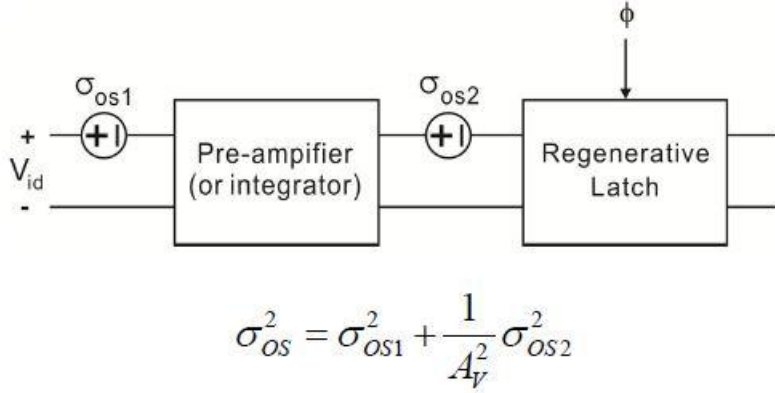 ϕ
σos1
σos2
+
Vid
-
+ −
Pre-ampifier
(or integrator)
+ −
Regenerative
Latch
σ²OS = σ²OS1 + 1/A²V σ²OS2